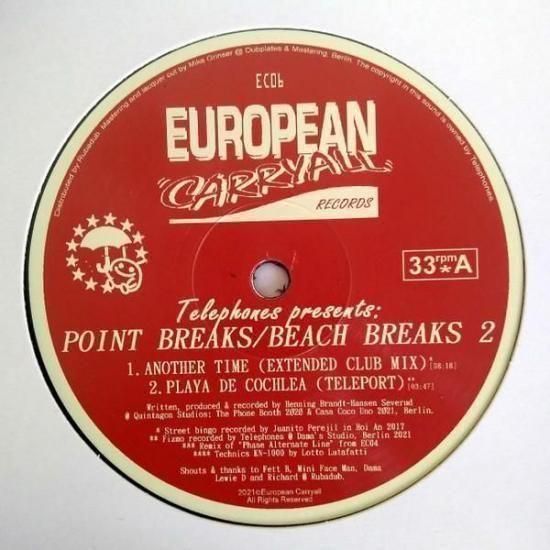 Distributed by Rubadub. Mastering and lacquer cut by Mike Grinser @ Dubplates & Mastering, Berlin. The copyright in this sound is owned by Telephones.
EC06
EUROPEAN
"CARRYALL"
RECORDS
33rpm*A
Telephones presents:
POINT BREAKS/BEACH BREAKS 2
1. ANOTHER TIME (EXTENDED CLUB MIX)*[08:16]
2. PLAYA DE COCHLEA (TELEPORT)**[03:47]
Written, produced & recorded by Henning Brandt-Hansen Severud
@ Quintagon Studios: The Phone Booth 2020 & Casa Coco Uno 2021, Berlin.
* Street bingo recorded by Juanito Perejil in Hoi An 2017
** Fizmo recorded by Telephones @ Dama's Studio, Berlin 2021
*** Remix of "Phase Alternate Line" from EC04
**** Technics KN-1000 by Lotto Lutafatti
Shouts & thanks to Fett B, Mini Face Man, Dama
Lewie D and Richard @ Rubadub.
2021©European Carryall
All Rights Reserved